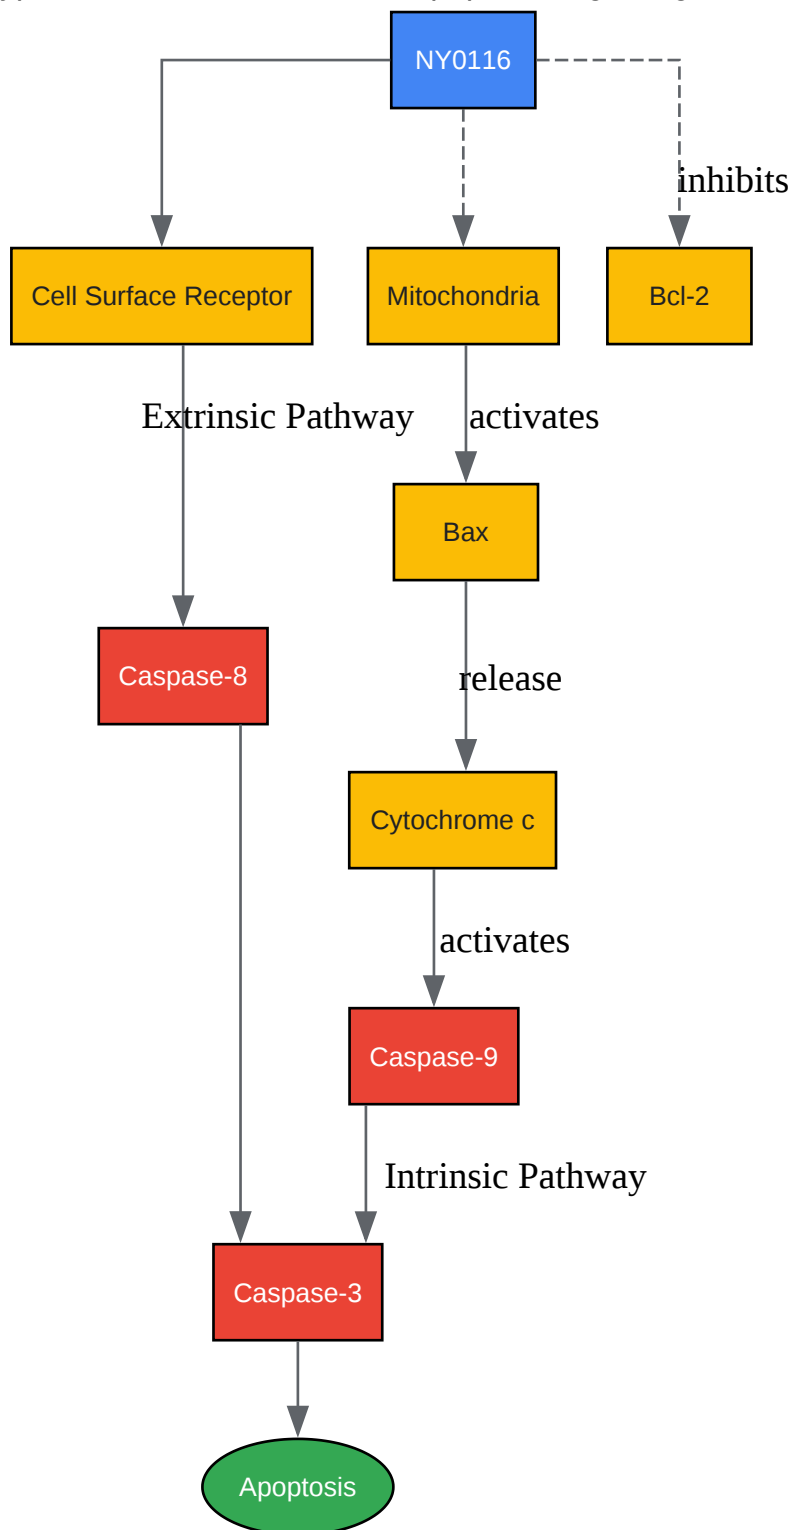 NY0116
inhibits
Cell Surface Receptor
Mitochondria
Bcl-2
Extrinsic Pathway
activates
Bax
Caspase-8
release
Cytochrome c
activates
Caspase-9
Intrinsic Pathway
Caspase-3
Apoptosis